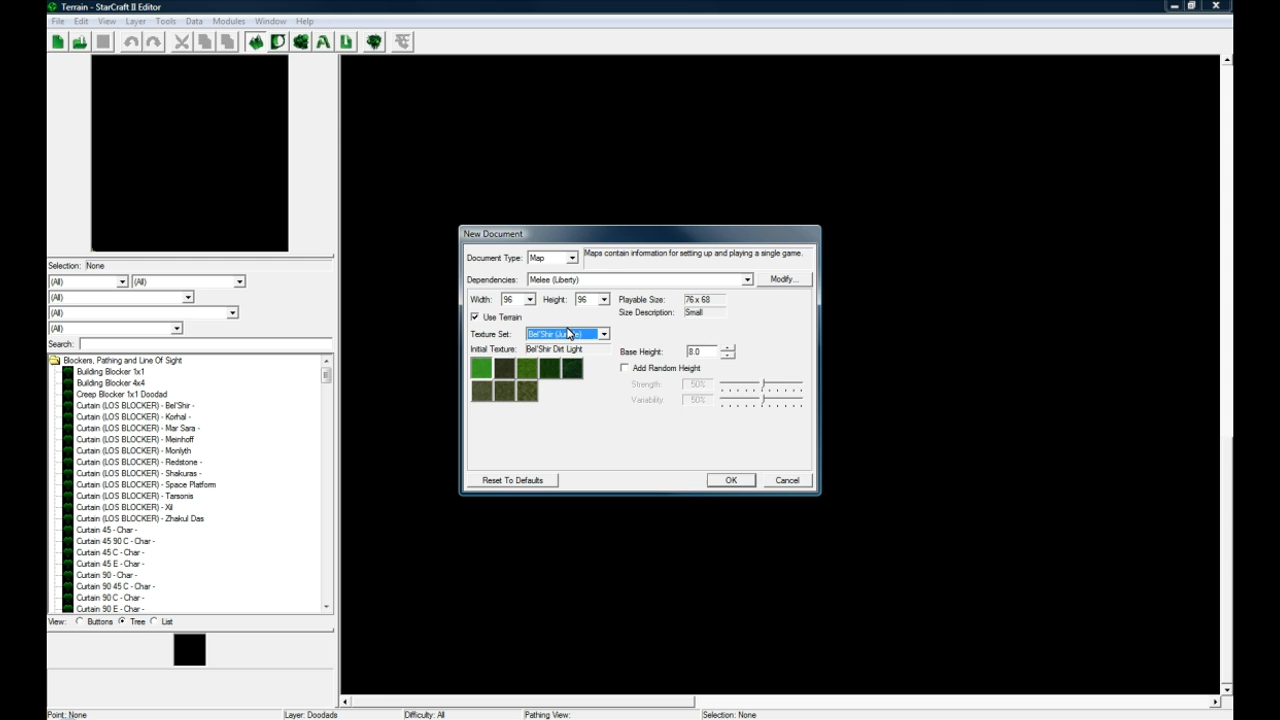 Terrain - StarCraft II Editor
File Edit View Layer Tools Data Modules Window Help
Selection: None
(All) (All)
(All)
(All)
(All)
Search:
Blockers, Pathing and Line Of Sight
Building Blocker 1x1
Building Blocker 4x4
Creep Blocker 1x1 Doodad
Curtain (LOS BLOCKER) - Bel'Shir -
Curtain (LOS BLOCKER) - Korhal -
Curtain (LOS BLOCKER) - Mar Sara -
Curtain (LOS BLOCKER) - Meinhoff
Curtain (LOS BLOCKER) - Monlyth
Curtain (LOS BLOCKER) - Redstone -
Curtain (LOS BLOCKER) - Shakuras -
Curtain (LOS BLOCKER) - Space Platform
Curtain (LOS BLOCKER) - Tarsonis
Curtain (LOS BLOCKER) - Xil
Curtain (LOS BLOCKER) - Zhakul Das
Curtain 45 - Char -
Curtain 45 90 C - Char -
Curtain 45 C - Char -
Curtain 45 E - Char -
Curtain 90 - Char -
Curtain 90 45 C - Char -
Curtain 90 C - Char -
Curtain 90 E - Char -
View: Buttons Tree List
New Document
Document Type: Map
Maps contain information for setting up and playing a single game.
Dependencies: Melee (Liberty) Modify...
Width: 96 Height: 96 Playable Size: 76 x 68
Size Description: Small
Use Terrain
Texture Set: Bel'Shir
Initial Texture: Bel'Shir Dirt Light
Base Height: 8.0
Add Random Height
Strength: 50%
Variability: 50%
Reset To Defaults OK Cancel
Point: None Layer: Doodads Difficulty: All Pathing View: Selection: None